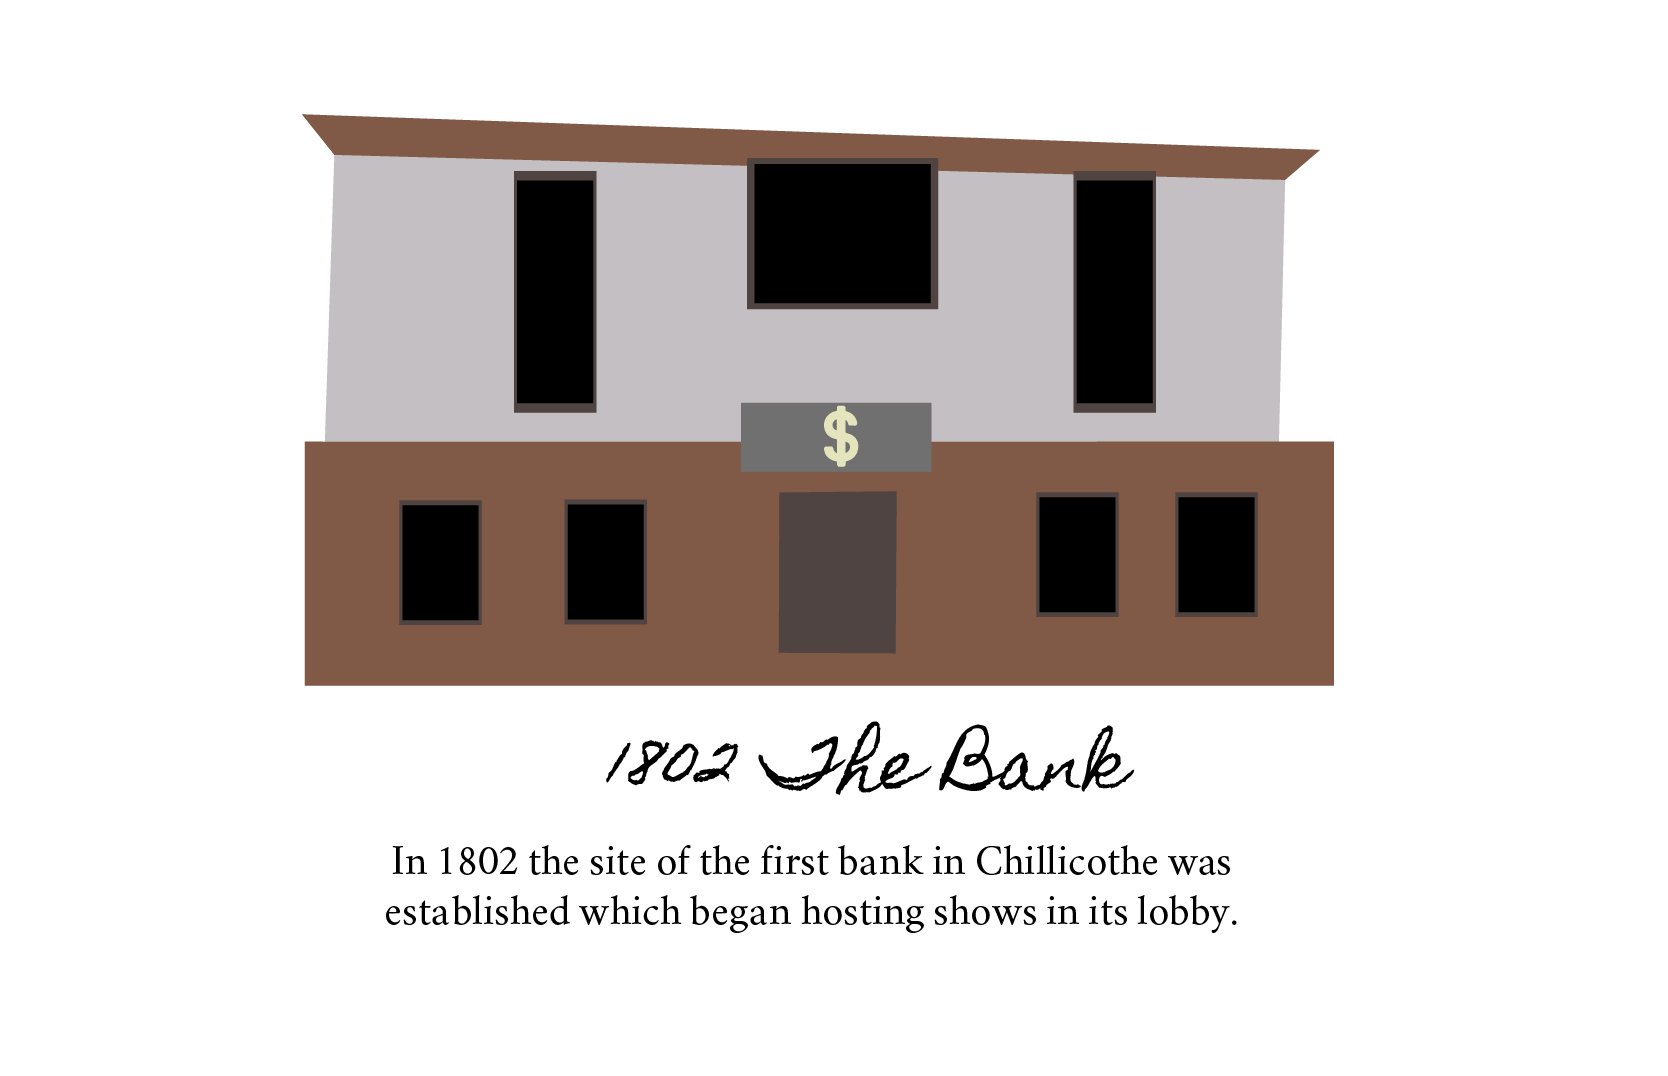 $
1802 The Bank
In 1802 the site of the first bank in Chillicothe was
established which began hosting shows in its lobby.